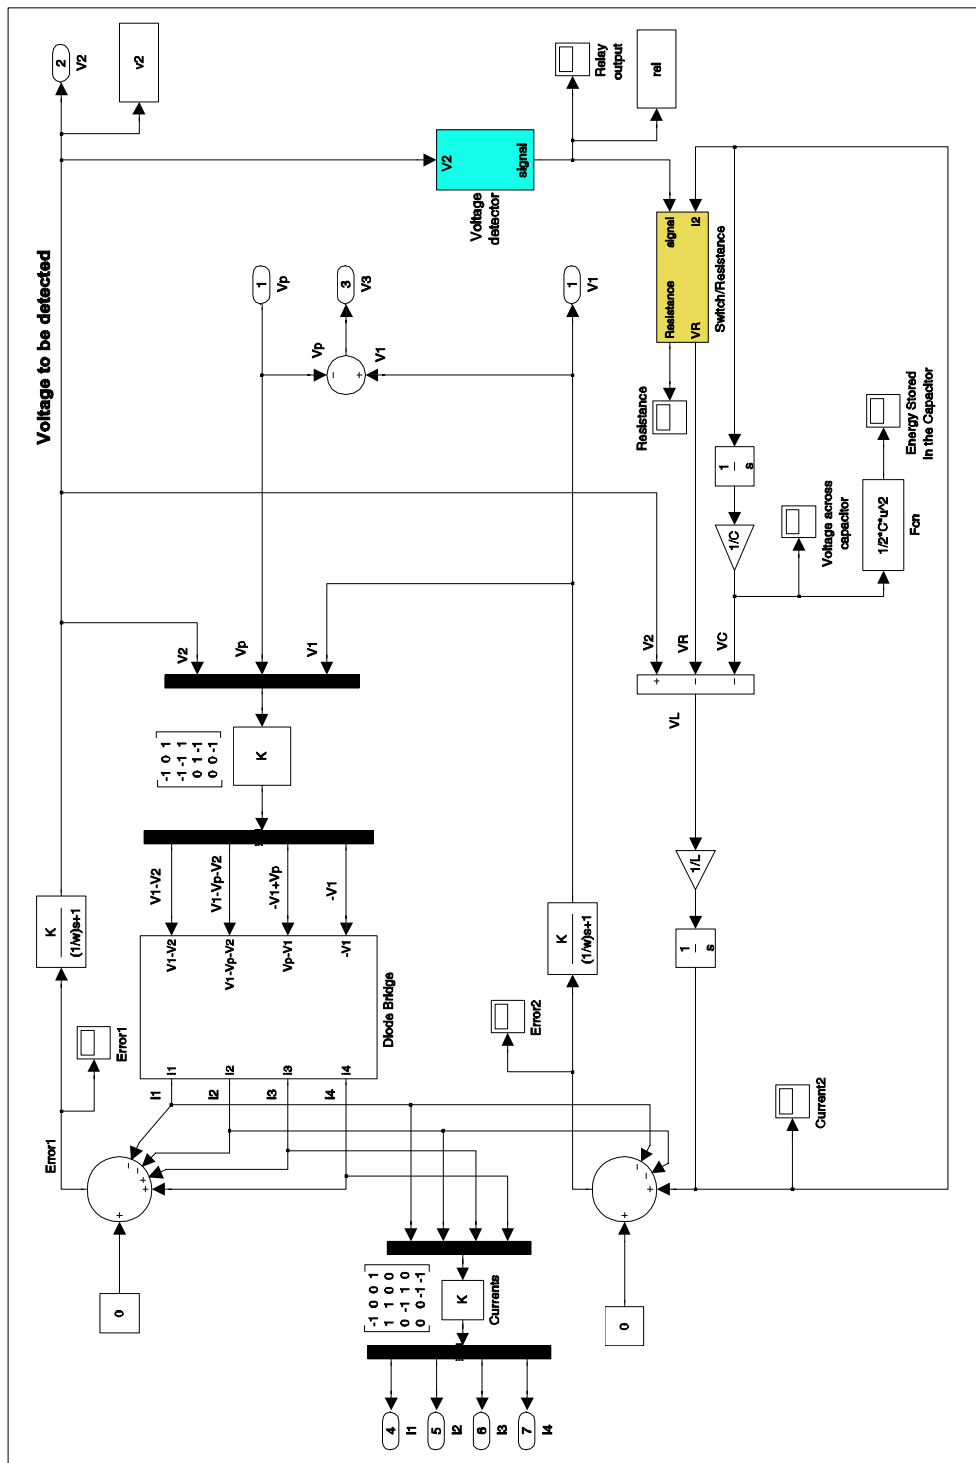 Voltage to be detected
2
V2
v2
V2
signal
Voltage
detector
Relay
output
rel
1
Vp
3
V3
Vp
V1
-
+
1
V1
signal
I2
Resistance
VR
Switch/Resistance
Resistance
1
s
1/C
Voltage across
capacitor
1/2*C*u^2
Fcn
Energy Stored
in the Capacitor
V2
Vp
V1
-1 0 1
-1 -1 1
0 1 -1
0 0 -1
K
V1-V2
V1-Vp-V2
-V1+Vp
-V1
V1-V2
V1-Vp-V2
Vp-V1
-V1
I1
I2
I3
I4
Diode Bridge
I1
I2
I3
I4
K
(1/w)s+1
Error1
Error1
K
(1/w)s+1
Error2
V2
VR
VC
+
-
-
VL
1/L
1
s
Current2
+
-
-
+
+
0
-1 0 0 1
1 1 0 0
0 -1 1 0
0 0 -1 -1
K
Currents
4
I1
5
I2
6
I3
7
I4
+
-
-
+
0